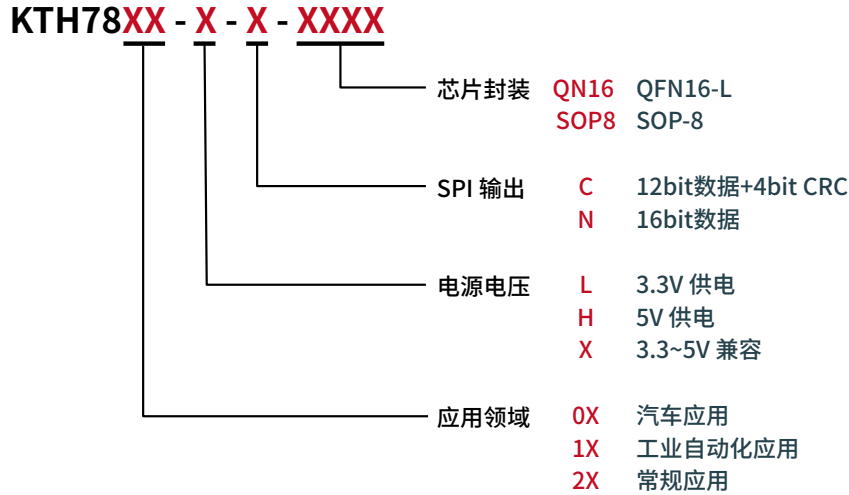 KTH78XX - X - X - XXXX
芯片封装 QN16 QFN16-L
SOP8 SOP-8
SPI 输出 C 12bit数据+4bit CRC
N 16bit数据
电源电压 L 3.3V 供电
H 5V 供电
X 3.3~5V 兼容
应用领域 0X 汽车应用
1X 工业自动化应用
2X 常规应用